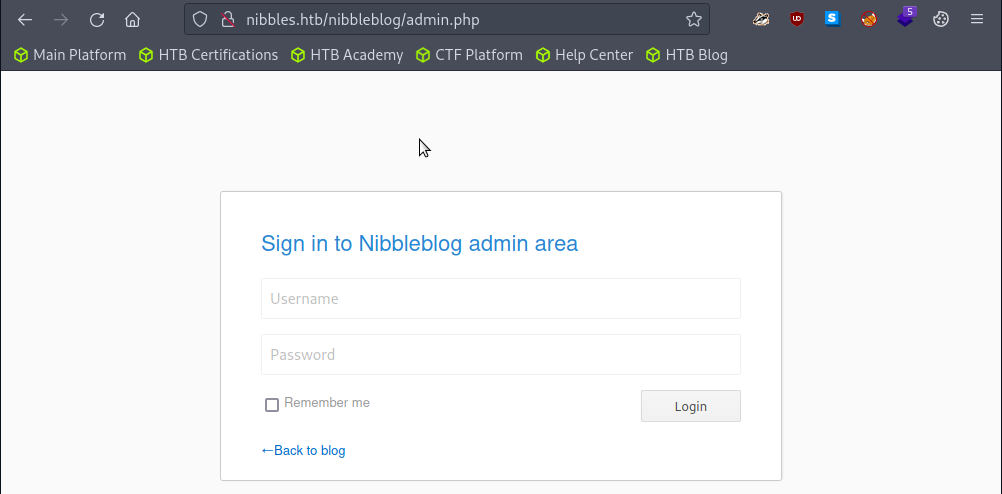 nibbles.htb/nibbleblog/admin.php
5
Main Platform HTB Certifications HTB Academy CTF Platform Help Center HTB Blog
Sign in to Nibbleblog admin area
Username
Password
Remember me Login
←Back to blog